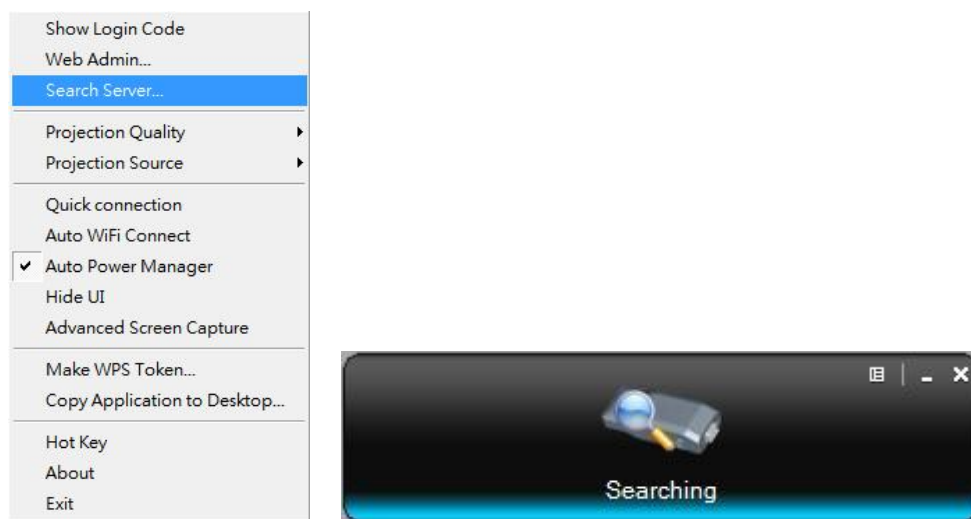 Show Login Code
Web Admin...
Search Server...
Projection Quality
Projection Source
Quick connection
Auto WiFi Connect
Auto Power Manager
Hide UI
Advanced Screen Capture
Make WPS Token...
Copy Application to Desktop...
Hot Key
About
Exit
Searching